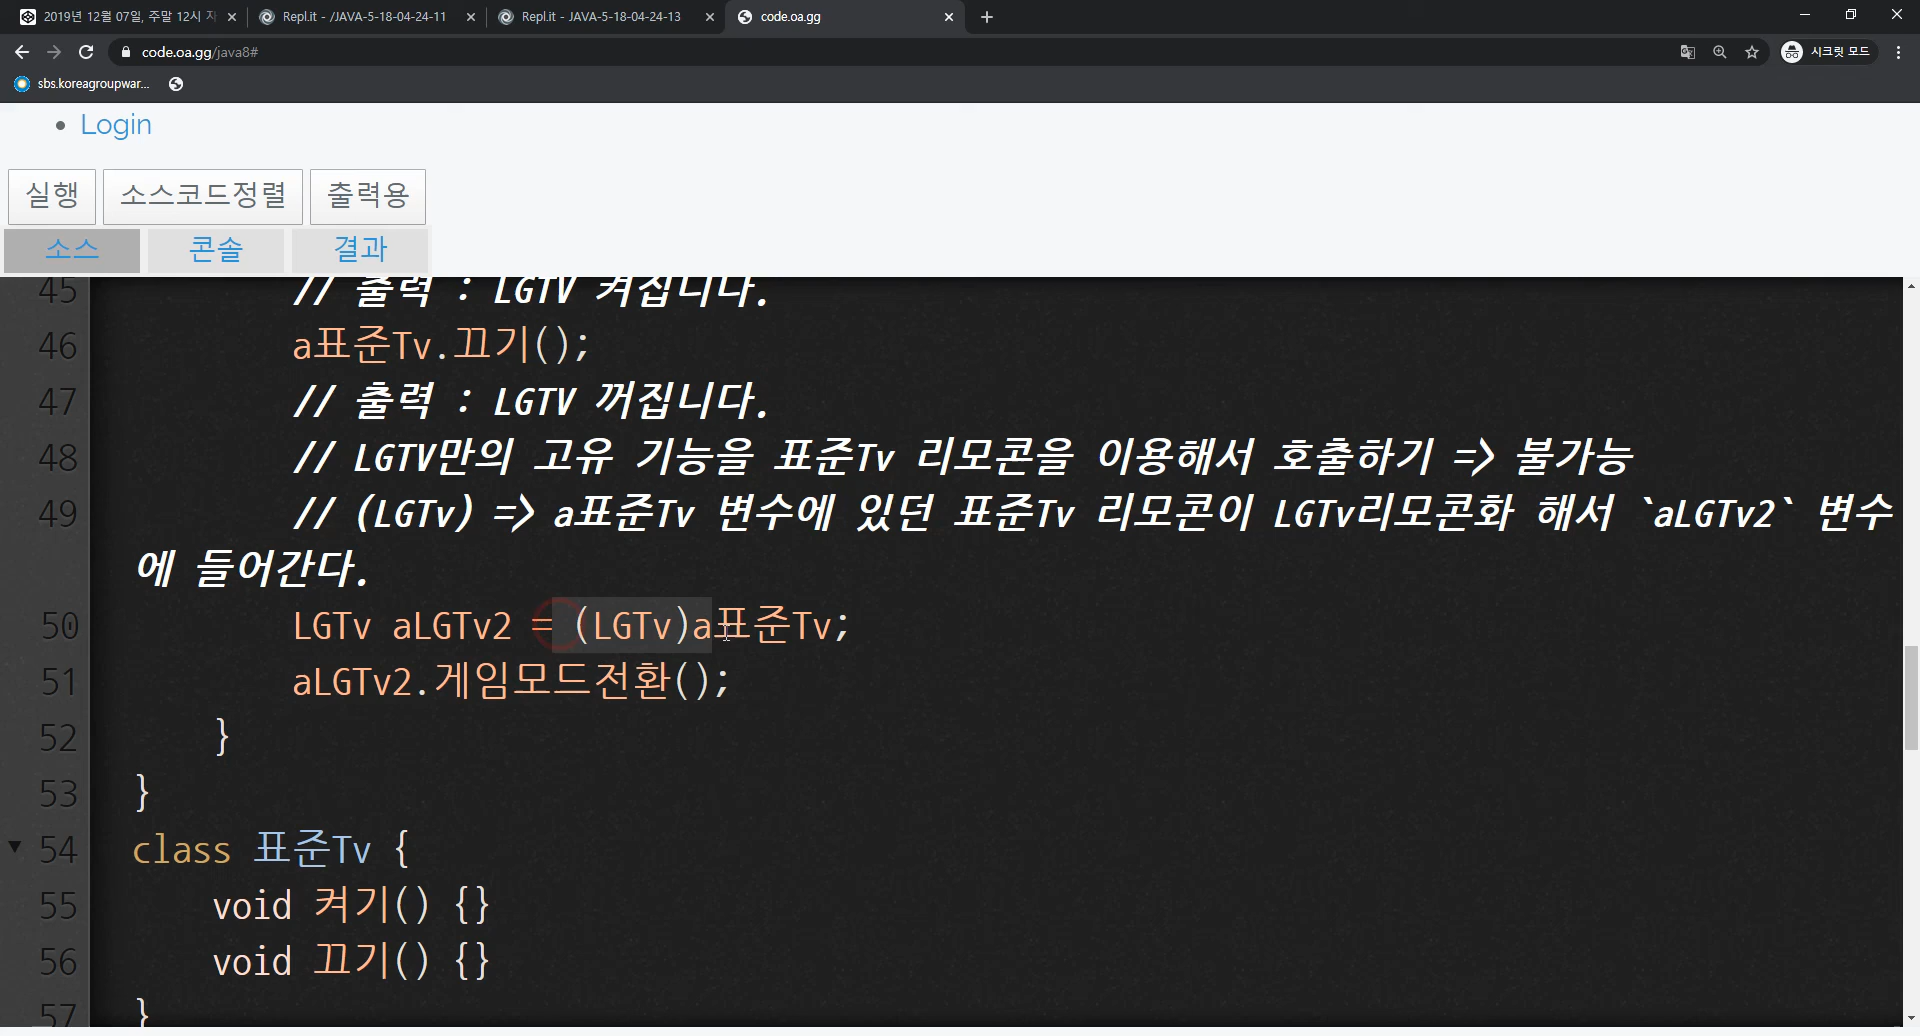 2019년 12월 07일, 주말 12시 자
Repl.it - /JAVA-5-18-04-24-11
Repl.it - JAVA-5-18-04-24-13
code.oa.gg
code.oa.gg/java8#
시크릿 모드
sbs.koreagroupwar...
Login
실행 소스코드정렬 출력용
소스 콘솔 결과
45 // 출력 : LGTV 켜집니다.
46 a표준Tv.끄기();
47 // 출력 : LGTV 꺼집니다.
48 // LGTV만의 고유 기능을 표준Tv 리모콘을 이용해서 호출하기 => 불가능
49 // (LGTv) => a표준Tv 변수에 있던 표준Tv 리모콘이 LGTv리모콘화 해서 `aLGTv2` 변수
에 들어간다.
50 LGTv aLGTv2 = (LGTv)a표준Tv;
51 aLGTv2.게임모드전환();
52 }
53 }
54 class 표준Tv {
55 void 켜기() {}
56 void 끄기() {}
57 }